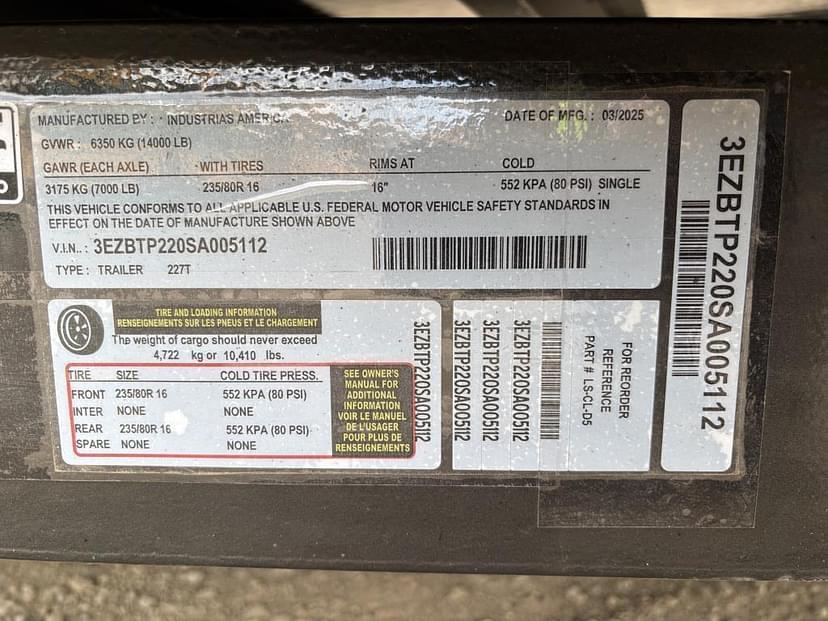 MANUFACTURED BY : INDUSTRIAS AMERICA
DATE OF MFG. : 03/2025
GVWR : 6350 KG (14000 LB)
GAWR (EACH AXLE) WITH TIRES RIMS AT COLD
3175 KG (7000 LB) 235/80R 16 16" 552 KPA (80 PSI) SINGLE
THIS VEHICLE CONFORMS TO ALL APPLICABLE U.S. FEDERAL MOTOR VEHICLE SAFETY STANDARDS IN
EFFECT ON THE DATE OF MANUFACTURE SHOWN ABOVE
V.I.N.. : 3EZBTP220SA005112
TYPE : TRAILER 227T
3EZBTP220SA005112
TIRE AND LOADING INFORMATION
RENSEIGNEMENTS SUR LES PNEUS ET LE CHARGEMENT
The weight of cargo should never exceed
4,722 kg or 10,410 lbs.
TIRE SIZE COLD TIRE PRESS.
FRONT 235/80R 16 552 KPA (80 PSI)
INTER NONE NONE
REAR 235/80R 16 552 KPA (80 PSI)
SPARE NONE NONE
SEE OWNER'S
MANUAL FOR
ADDITIONAL
INFORMATION
VOIR LE MANUEL
DE L'USAGER
POUR PLUS DE
RENSEIGNEMENTS
3EZBTP220SA005112
3EZBTP220SA005112
3EZBTP220SA005112
3EZBTP220SA005112
FOR REORDER
REFERENCE
PART # LS-CL-D5